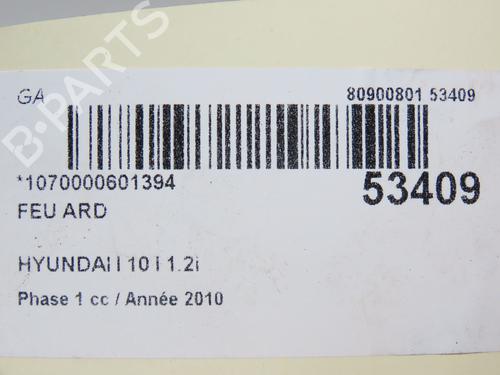 GA
80900801 53409
*1070000601394
53409
FEU ARD
HYUNDAI I 10 I 1.2i
Phase 1 cc / Année 2010
B-PARTS